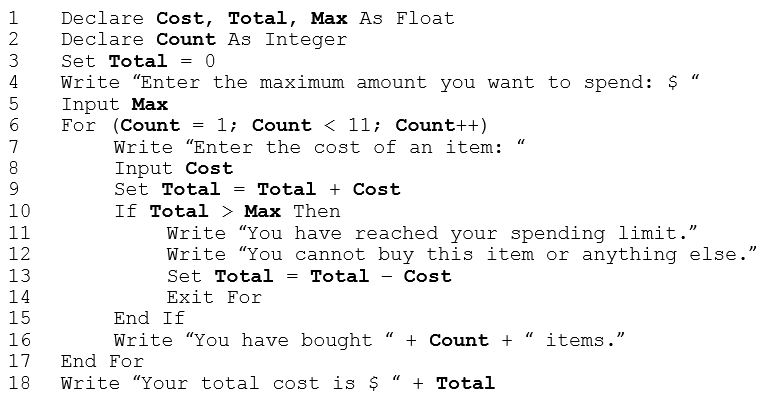 1 Declare Cost, Total, Max As Float
2 Declare Count As Integer
3 Set Total = 0
4 Write “Enter the maximum amount you want to spend: $ “
5 Input Max
6 For (Count = 1; Count < 11; Count++)
7 Write “Enter the cost of an item: “
8 Input Cost
9 Set Total = Total + Cost
10 If Total > Max Then
11 Write “You have reached your spending limit.”
12 Write “You cannot buy this item or anything else.”
13 Set Total = Total – Cost
14 Exit For
15 End If
16 Write “You have bought “ + Count + “ items.”
17 End For
18 Write “Your total cost is $ “ + Total